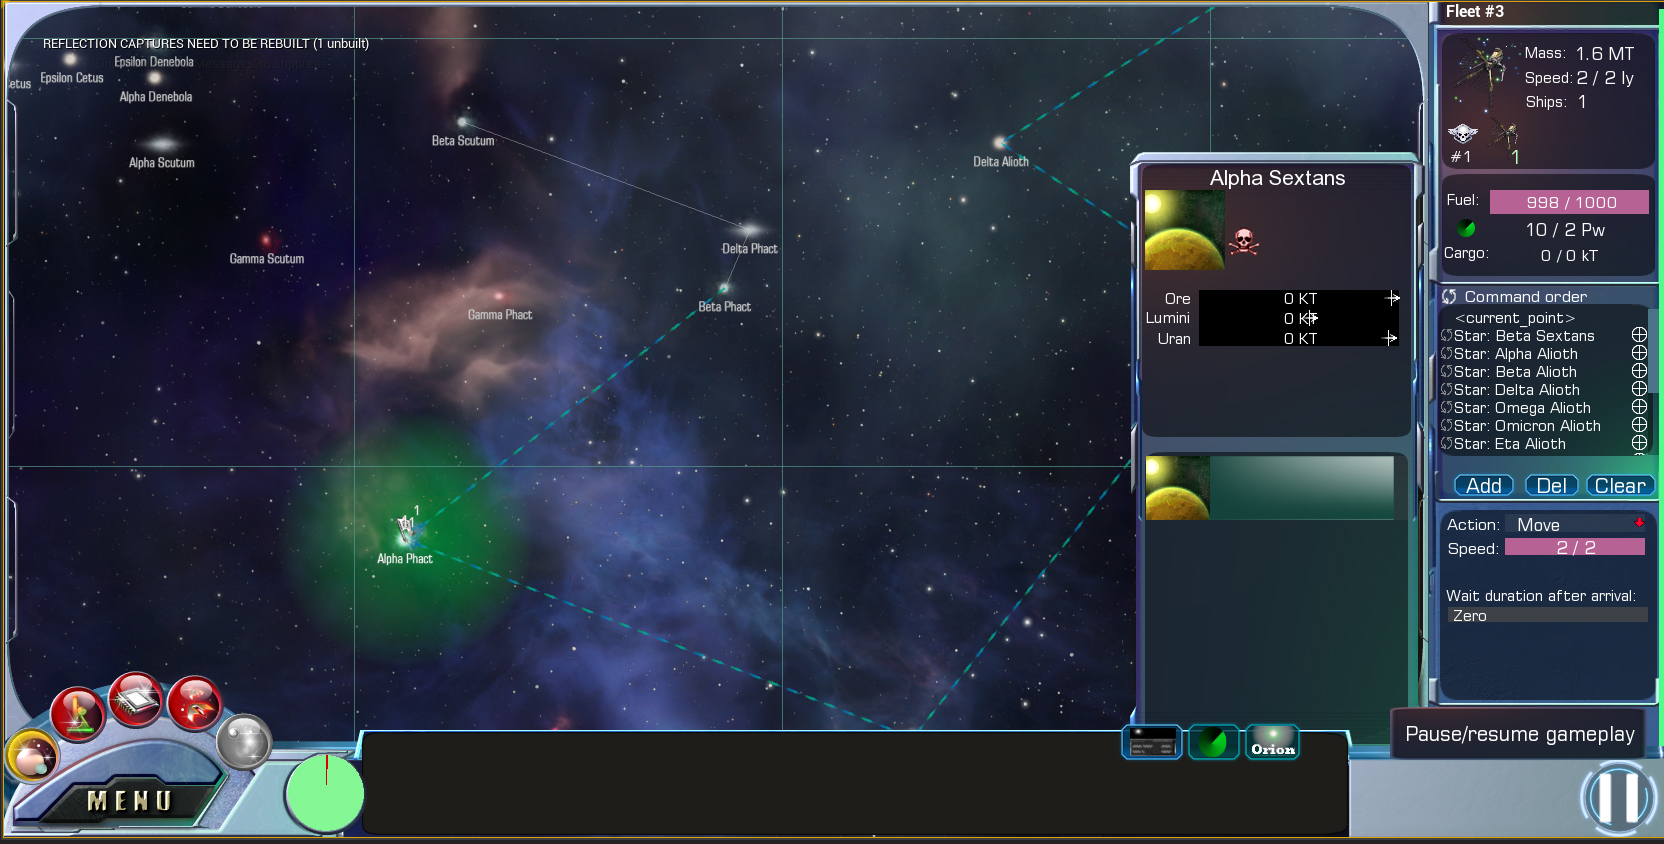 REFLECTION CAPTURES NEED TO BE REBUILT (1 unbuilt)
Epsilon Denebola
Epsilon Cetus
etus
Alpha Denebola
Beta Scutum
Alpha Scutum
Delta Alioth
Gamma Scutum
Delta Phact
Beta Phact
Gamma Phact
1
Alpha Phact
Alpha Sextans
Ore 0 KT
Lumini 0 KT
Uran 0 KT
Orion
MENU
Fleet #3
Mass: 1.6 MT
Speed: 2 / 2 ly
Ships: 1
#1 1
Fuel: 998 / 1000
10 / 2 Pw
Cargo: 0 / 0 kT
Command order
<current_point>
Star: Beta Sextans
Star: Alpha Alioth
Star: Beta Alioth
Star: Delta Alioth
Star: Omega Alioth
Star: Omicron Alioth
Star: Eta Alioth
Add Del Clear
Action: Move
Speed: 2 / 2
Wait duration after arrival:
Zero
Pause/resume gameplay